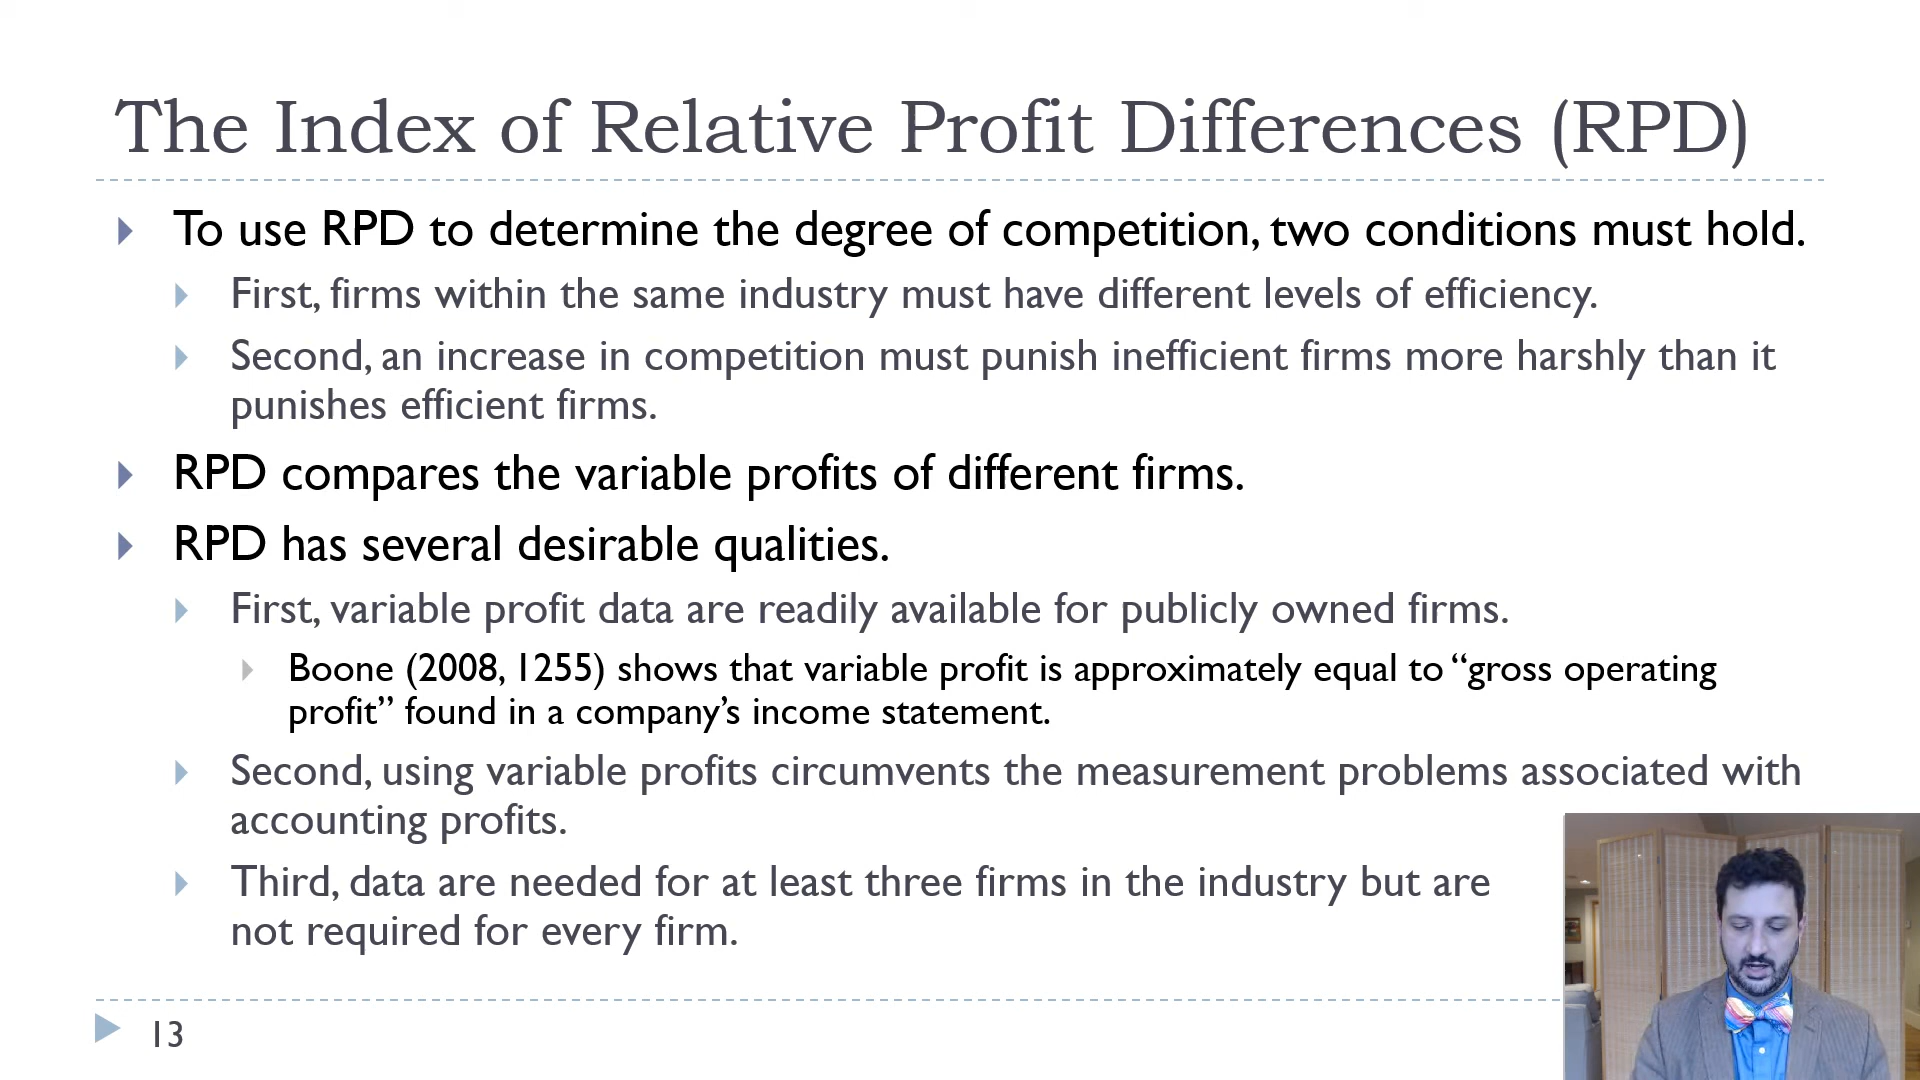 The Index of Relative Profit Differences (RPD)
To use RPD to determine the degree of competition, two conditions must hold.
First, firms within the same industry must have different levels of efficiency.
Second, an increase in competition must punish inefficient firms more harshly than it
punishes efficient firms.
RPD compares the variable profits of different firms.
RPD has several desirable qualities.
First, variable profit data are readily available for publicly owned firms.
Boone (2008, 1255) shows that variable profit is approximately equal to “gross operating
profit” found in a company’s income statement.
Second, using variable profits circumvents the measurement problems associated with
accounting profits.
Third, data are needed for at least three firms in the industry but are
not required for every firm.
13